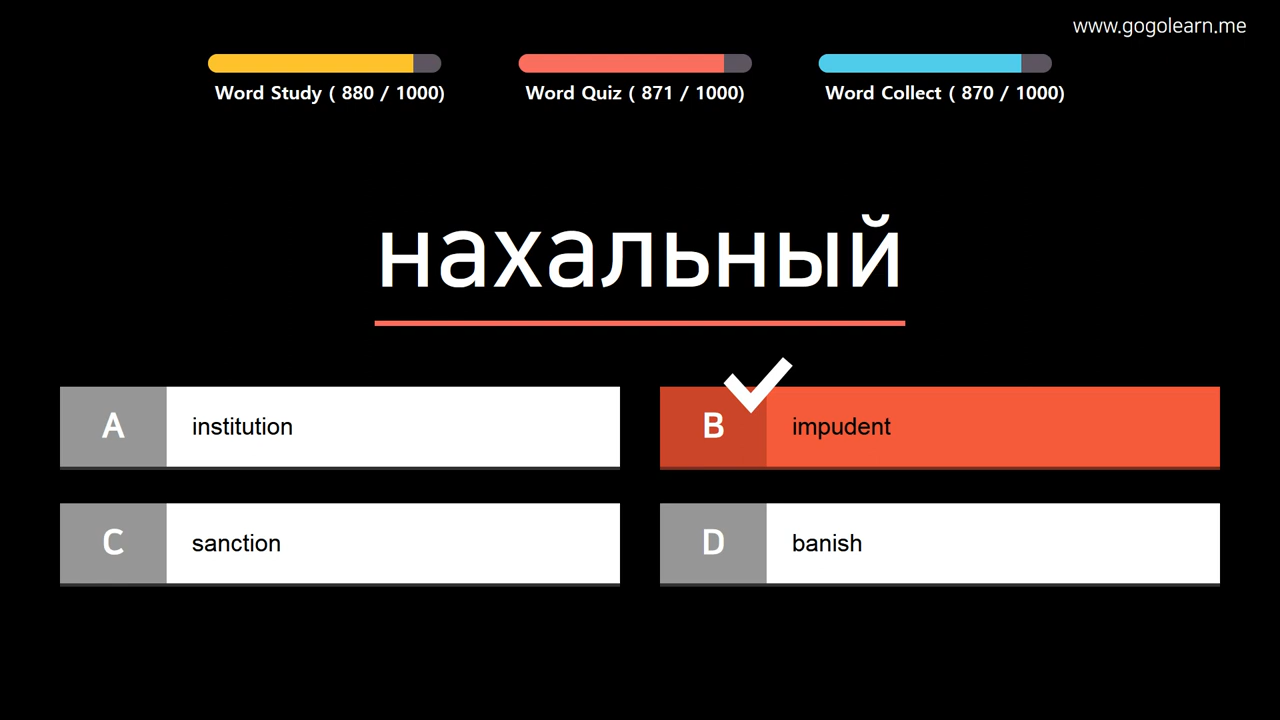 www.gogolearn.me
Word Study ( 880 / 1000)
Word Quiz ( 871 / 1000)
Word Collect ( 870 / 1000)
нахальный
A institution
B impudent
C sanction
D banish